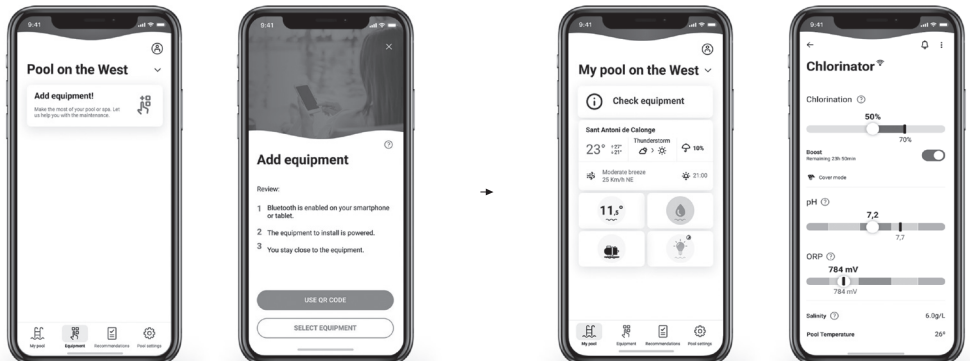 9:41
Pool on the West
Add equipment!
Make the most of your pool or spa. Let
us help you with the maintenance.
My pool
Equipment
Recommendations
Pool settings
9:41
Add equipment
Review:
1 Bluetooth is enabled on your smartphone
or tablet.
2 The equipment to install is powered.
3 You stay close to the equipment.
USE QR CODE
SELECT EQUIPMENT
9:41
My pool on the West
Check equipment
Sant Antoni de Calonge
23° +27° +21° Thunderstorm 10%
Moderate breeze
25 Km/h NE
21:00
11,5°
My pool
Equipment
Recommendations
Pool settings
9:41
Chlorinator
Chlorination
50%
70%
Boost
Remaining 23h 50min
Cover mode
pH
7,2
7,7
ORP
784 mV
784 mV
Salinity 6.0g/L
Pool Temperature 26º